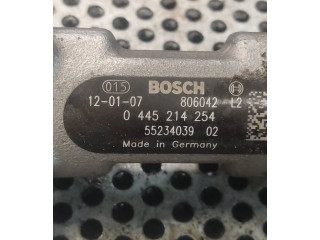 015 BOSCH
12-01-07 806042 L2
0 445 214 254
55234039 02
Made in Germany